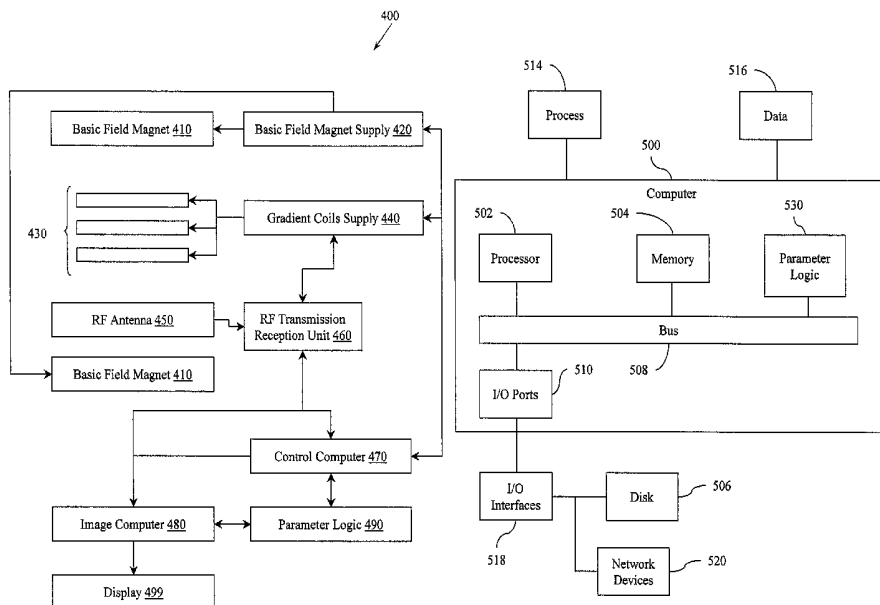 400
Basic Field Magnet 410
Basic Field Magnet Supply 420
430
Gradient Coils Supply 440
RF Antenna 450
RF Transmission
Reception Unit 460
Basic Field Magnet 410
Control Computer 470
Image Computer 480
Parameter Logic 490
Display 499
514
516
Process
Data
500
Computer
502
504
530
Processor
Memory
Parameter
Logic
Bus
508
510
I/O Ports
I/O
Interfaces
518
Disk
506
Network
Devices
520